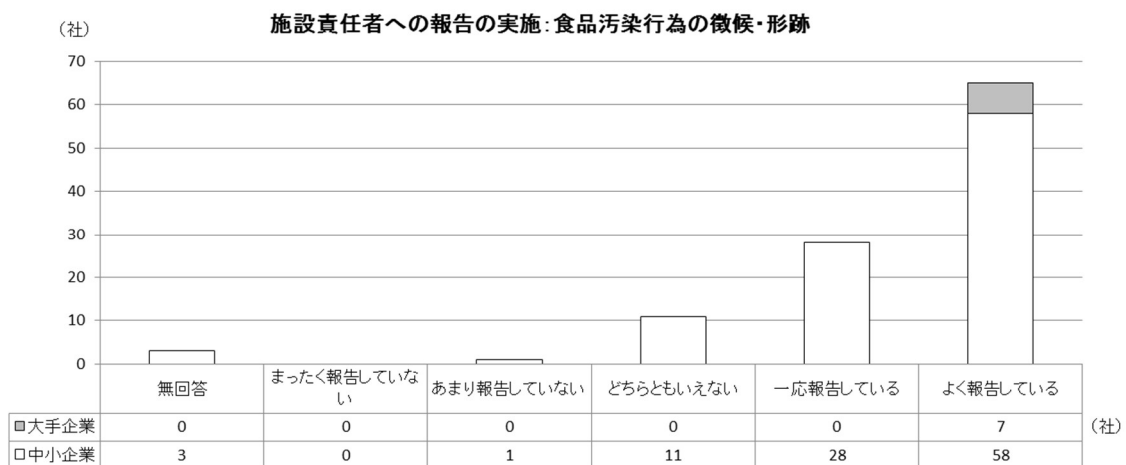 施設責任者への報告の実施:食品汚染行為の徴候・形跡
(社)
70
60
50
40
30
20
10
0
無回答 まったく報告していな あまり報告していない どちらともいえない 一応報告している よく報告している
い
大手企業 0 0 0 0 0 7 (社)
中小企業 3 0 1 11 28 58